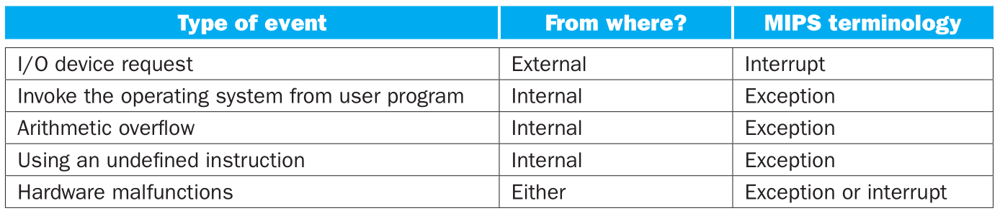 Type of event From where? MIPS terminology
I/O device request External Interrupt
Invoke the operating system from user program Internal Exception
Arithmetic overflow Internal Exception
Using an undefined instruction Internal Exception
Hardware malfunctions Either Exception or interrupt